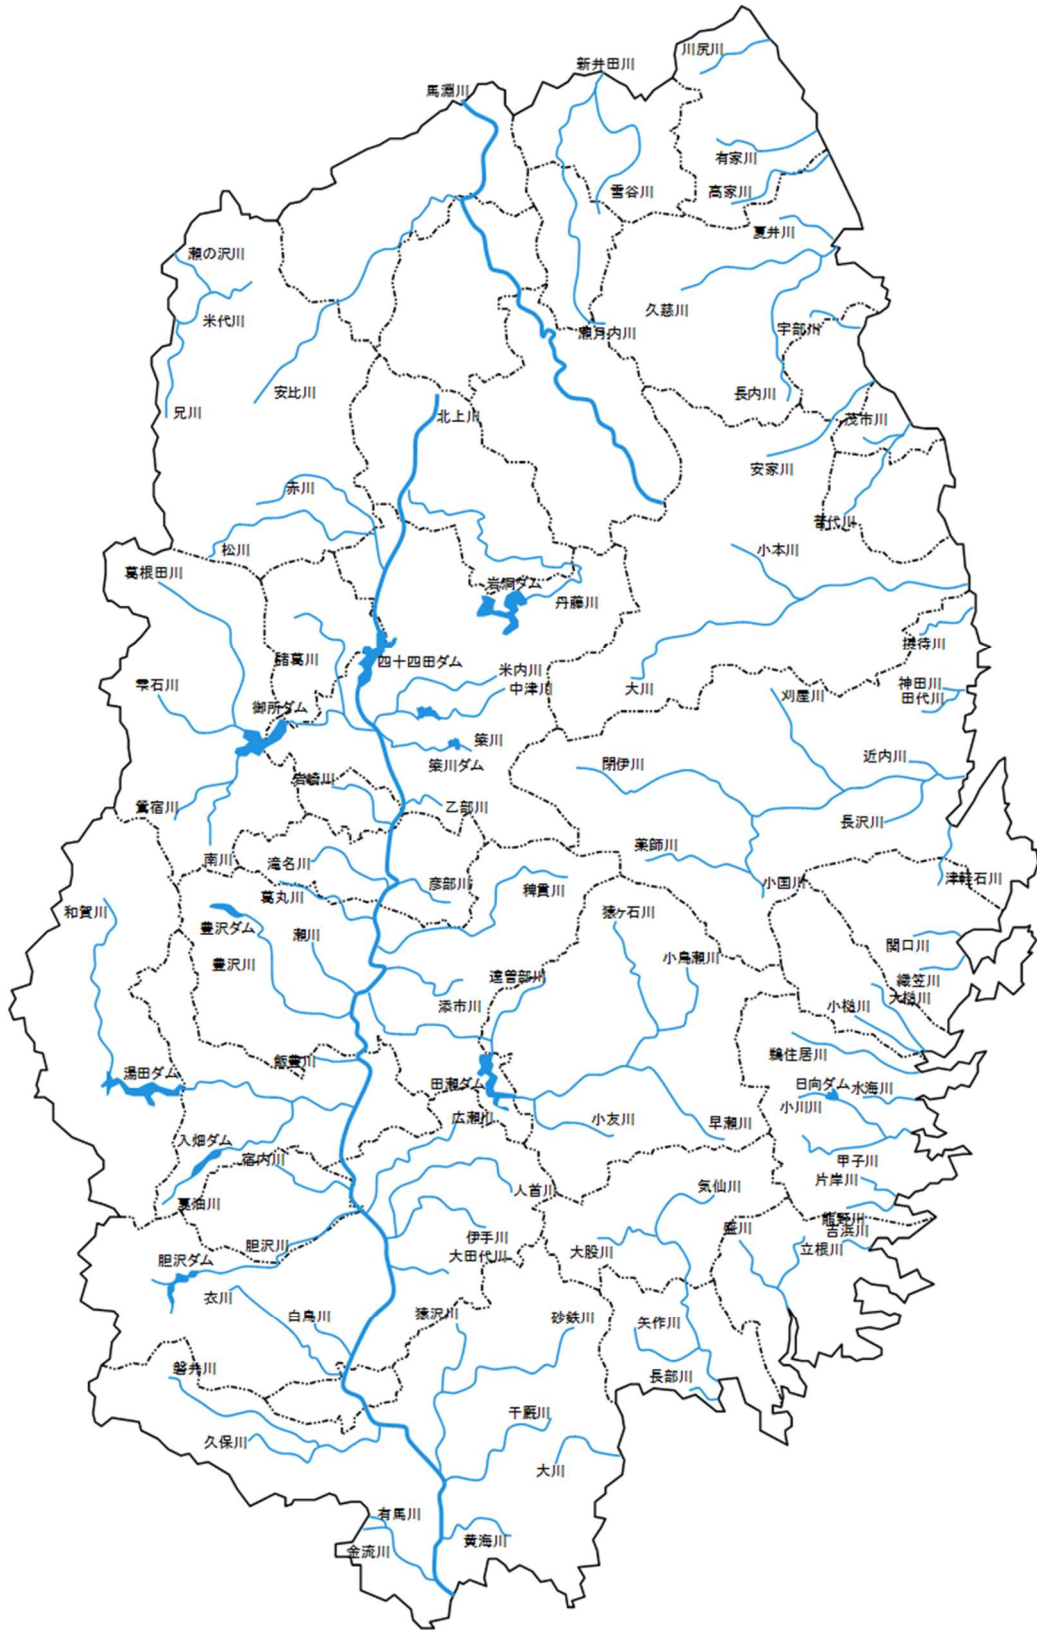 川尻川
新井田川
馬淵川
有家川
高家川
雪谷川
夏井川
瀬の沢川
久慈川
米代川
宇部川
瀬月内川
安比川
長内川
兄川
北上川
茂市川
安家川
赤川
普代川
松川
小本川
葛根田川
岩洞ダム
丹藤川
摂待川
諸葛川
四十四田ダム
米内川
中津川
大川
刈屋川
神田川
田代川
雫石川
御所ダム
簗川
簗川ダム
閉伊川
近内川
岩崎川
乙部川
鶯宿川
長沢川
南川
滝名川
薬師川
彦部川
稗貫川
小国川
津軽石川
葛丸川
和賀川
豊沢ダム
瀬川
猿ヶ石川
関口川
豊沢川
小烏瀬川
達曽部川
織笠川
大槌川
添市川
小槌川
飯豊川
鵜住居川
湯田ダム
田瀬ダム
日向ダム
水海川
小川川
広瀬川
小友川
早瀬川
入畑ダム
宿内川
甲子川
片岸川
夏油川
人首川
気仙川
熊野川
吉浜川
盛川
立根川
胆沢川
伊手川
大股川
胆沢ダム
大田代川
衣川
白鳥川
猿沢川
砂鉄川
矢作川
磐井川
長部川
千厩川
久保川
大川
有馬川
黄海川
金流川